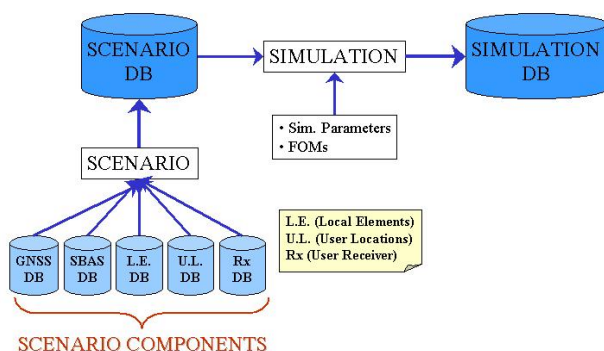 SCENARIO
DB
SIMULATION
SIMULATION
DB
• Sim. Parameters
• FOMs
SCENARIO
L.E. (Local Elements)
U.L. (User Locations)
Rx (User Receiver)
GNSS
DB
SBAS
DB
L.E.
DB
U.L.
DB
Rx
DB
SCENARIO COMPONENTS